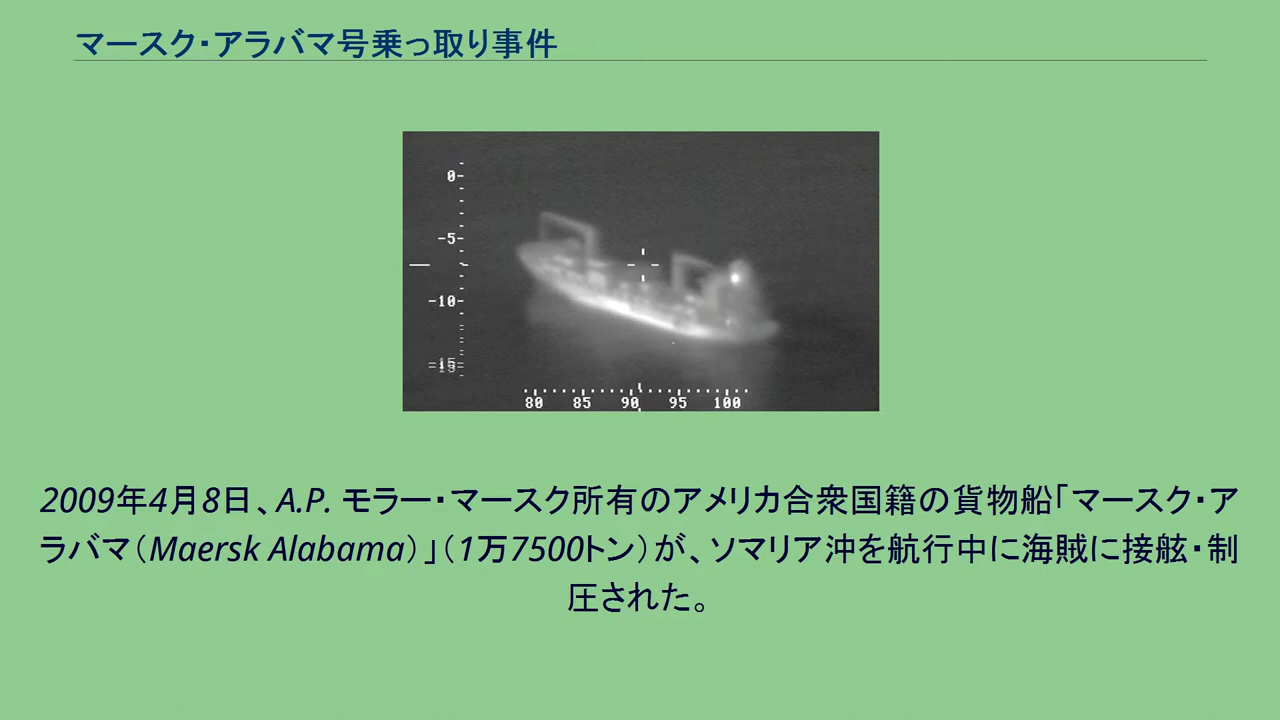 マースク・アラバマ号乗っ取り事件
0-
-5-
-10-
80 85 90 95 100
2009年4月8日、A.P. モラー・マースク所有のアメリカ合衆国籍の貨物船「マースク・ア
ラバマ（Maersk Alabama）」（1万7500トン）が、ソマリア沖を航行中に海賊に接舷・制
圧された。